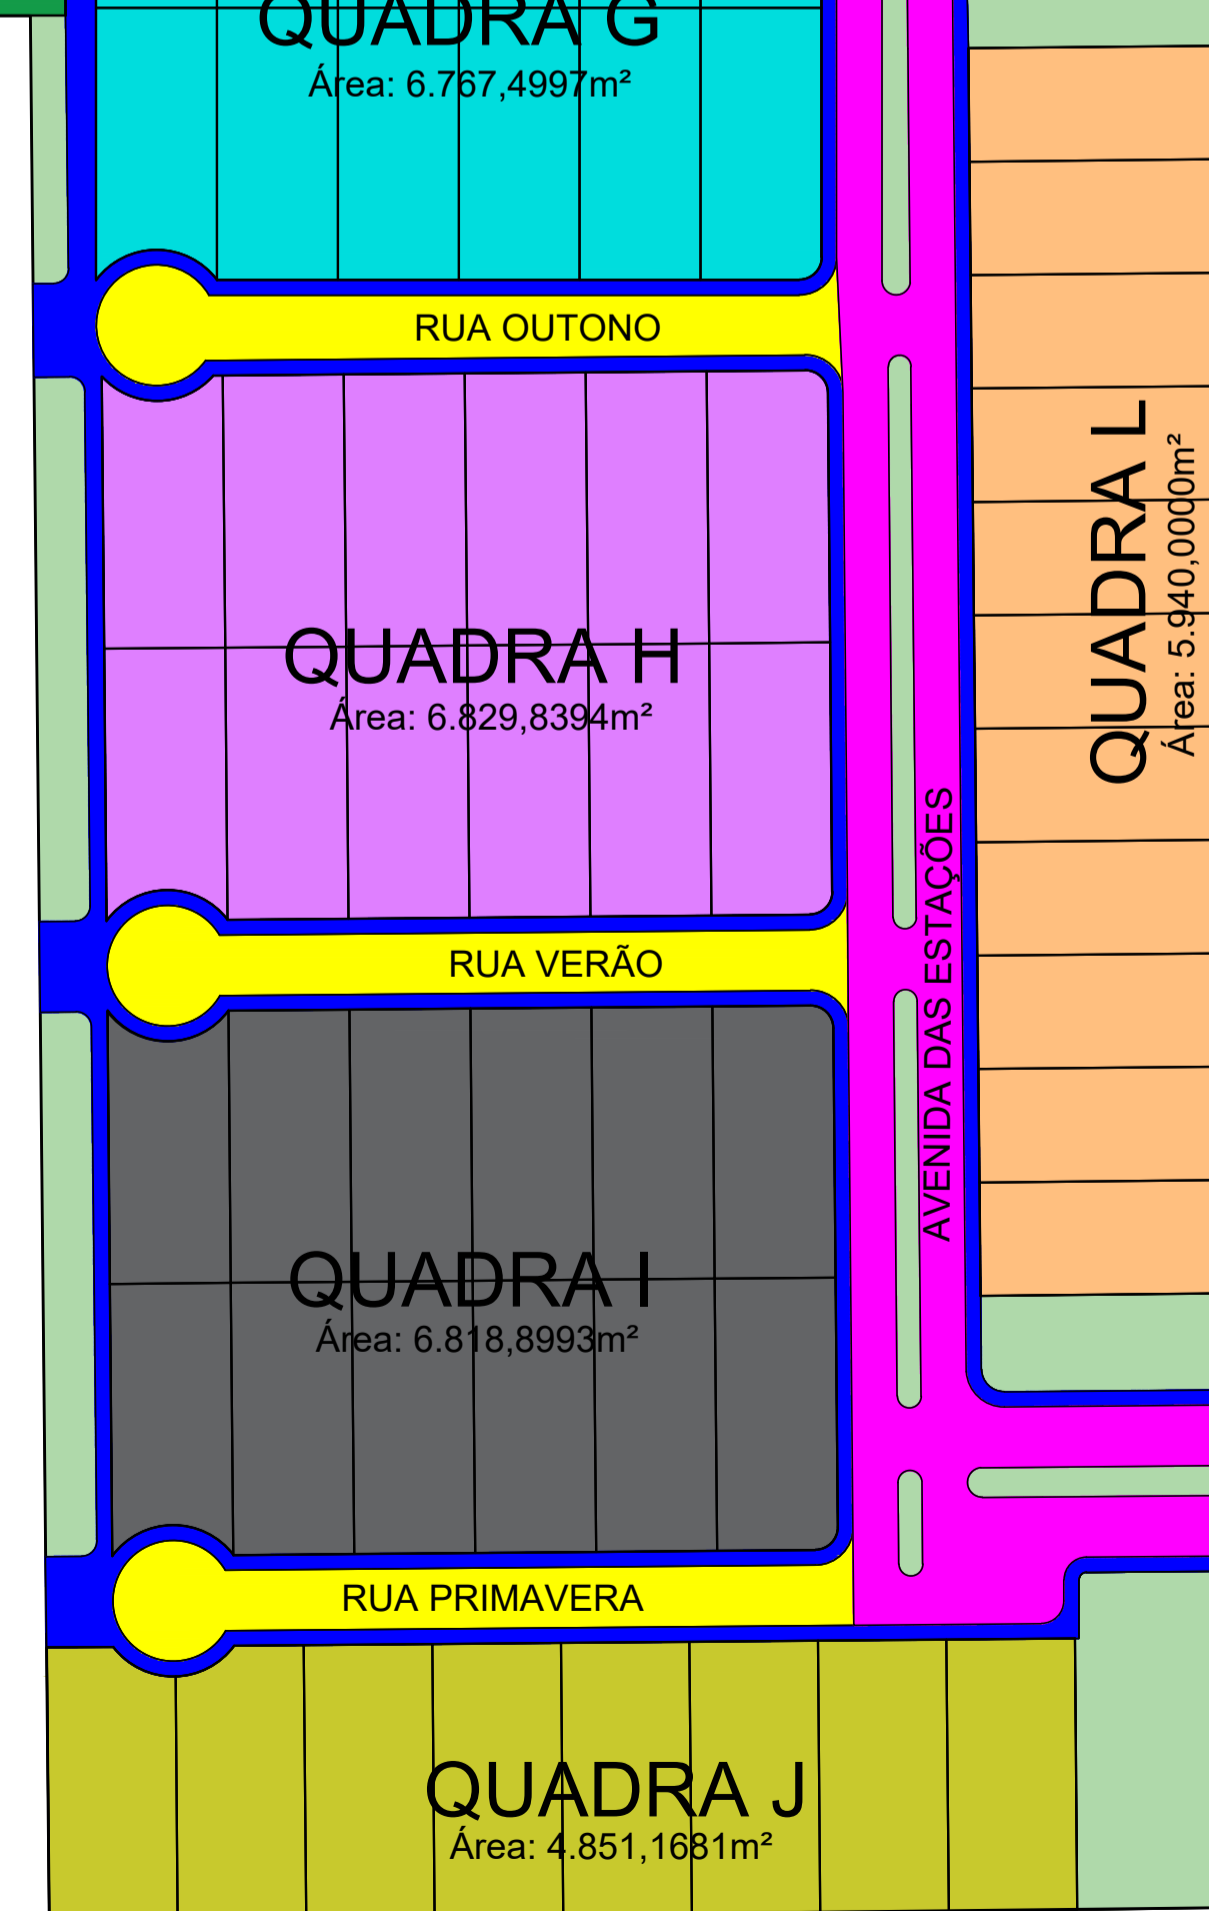 QUADRA G
Área: 6.767,4997m²
RUA OUTONO
QUADRA L
Área: 5.940,0000m²
QUADRA H
Área: 6.829,8394m²
AVENIDA DAS ESTAÇÕES
RUA VERÃO
QUADRA I
Área: 6.818,8993m²
RUA PRIMAVERA
QUADRA J
Área: 4.851,1681m²